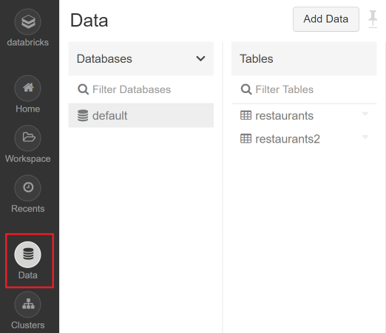 databricks
Home
Workspace
Recents
Data
Clusters
Data
Add Data
Databases
Filter Databases
default
Tables
Filter Tables
restaurants
restaurants2